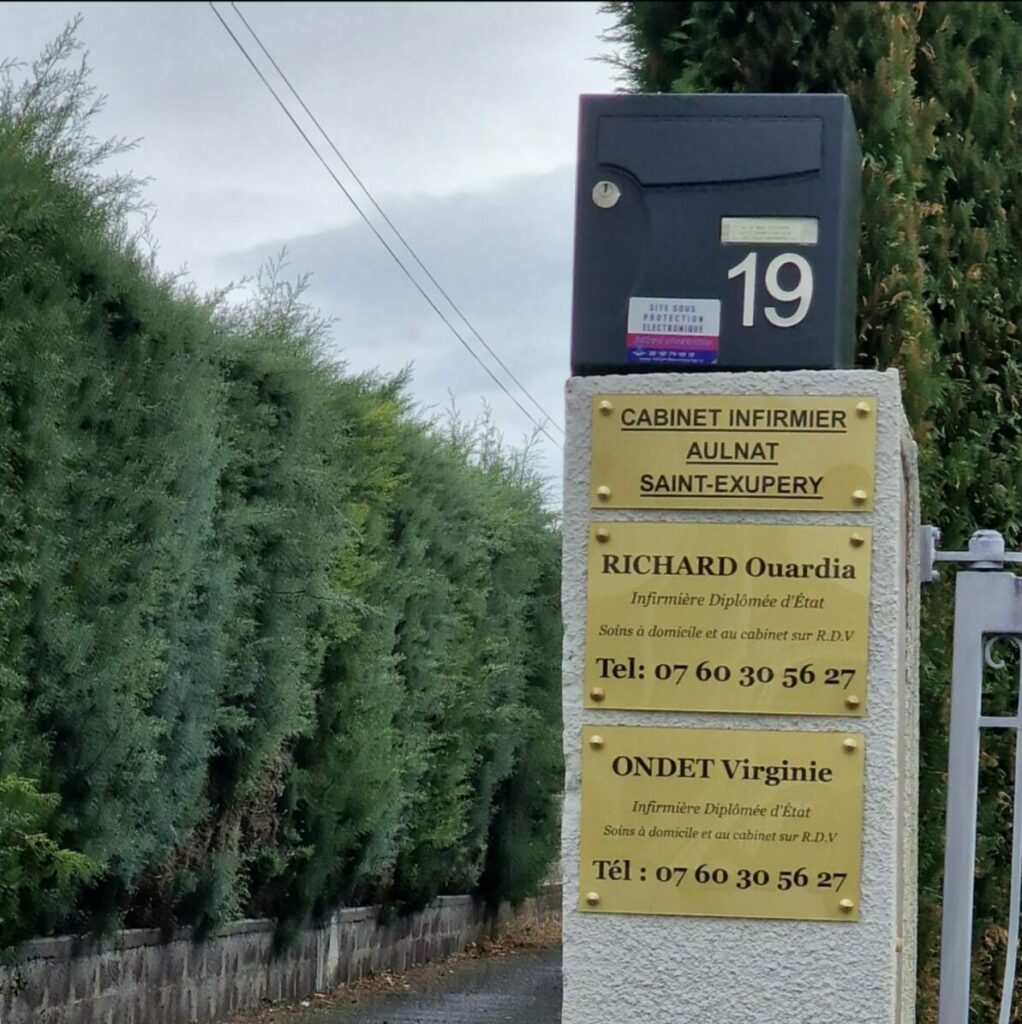 19
SITE SOUS
PROTECTION
ELECTRONIQUE
CABINET INFIRMIER
AULNAT
SAINT-EXUPERY
RICHARD Ouardia
Infirmière Diplômée d'État
Soins à domicile et au cabinet sur R.D.V
Tel: 07 60 30 56 27
ONDET Virginie
Infirmière Diplômée d'État
Soins à domicile et au cabinet sur R.D.V
Tél : 07 60 30 56 27